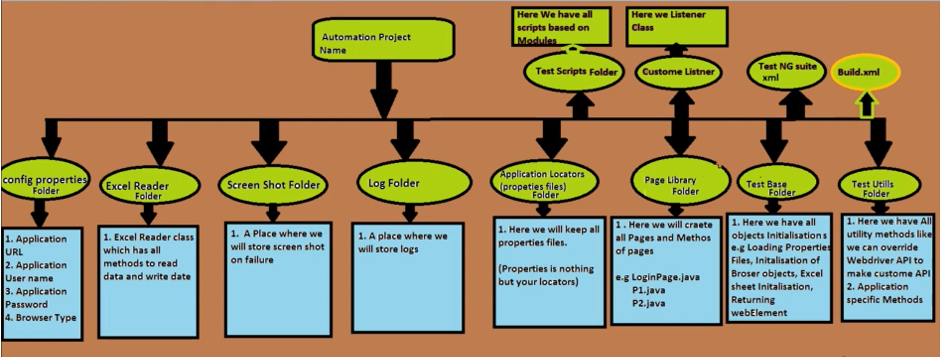 Automation Project
Name
Here We have all
scripts based on
Modules
Here we Listener
Class
Test Scripts Folder
Custome Listner
Test NG suite
xml
Build.xml
config properties
Folder
Excel Reader
Folder
Screen Shot Folder
Log Folder
Application Locators
(propeties files)
Folder
Page Library
Folder
Test Base
Folder
Test Utils
Folder
1. Application
URL
2. Application
User name
3. Application
Password
4. Browser Type
1. Excel Reader class
which has all
methods to read
data and write date
1. A Place where we
will store screen shot
on failure
1. A place where we
will store logs
1. Here we will keep all
properties files.
(Properties is nothing
but your locators)
1. Here we will craete
all Pages and Methos
of pages
e.g LoginPage.java
P1.java
P2.java
1. Here we have all
objects Initialisations
e.g Loading Properties
Files, Initalisation of
Broser objects, Excel
sheet Initalisation,
Returning
webElement
1. Here we have All
utility methods like
we can override
Webdriver API to
make custome API
2. Application
specific Methods